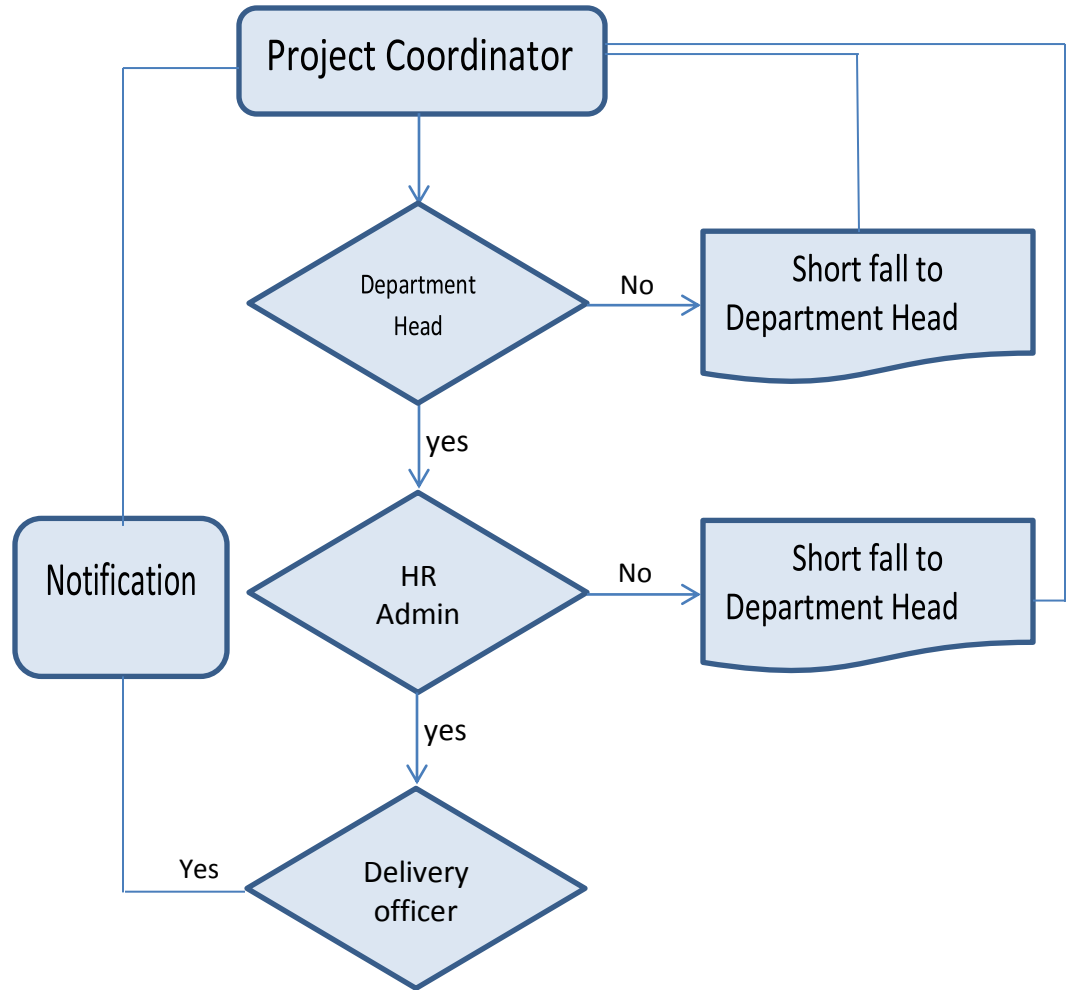 Project Coordinator
Department
Head
No
Short fall to
Department Head
yes
Notification
HR
Admin
No
Short fall to
Department Head
yes
Yes
Delivery
officer